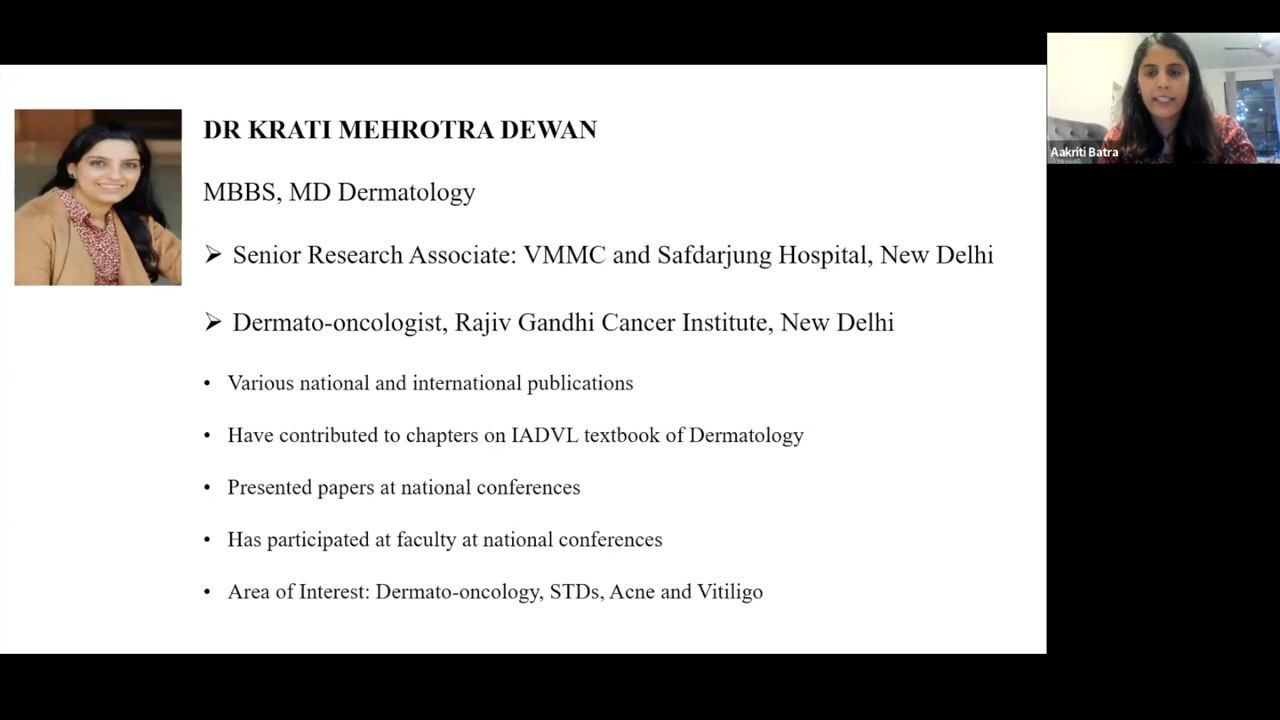 DR KRATI MEHROTRA DEWAN
MBBS, MD Dermatology
➢ Senior Research Associate: VMMC and Safdarjung Hospital, New Delhi
➢ Dermato-oncologist, Rajiv Gandhi Cancer Institute, New Delhi
• Various national and international publications
• Have contributed to chapters on IADVL textbook of Dermatology
• Presented papers at national conferences
• Has participated at faculty at national conferences
• Area of Interest: Dermato-oncology, STDs, Acne and Vitiligo
Aakriti Batra